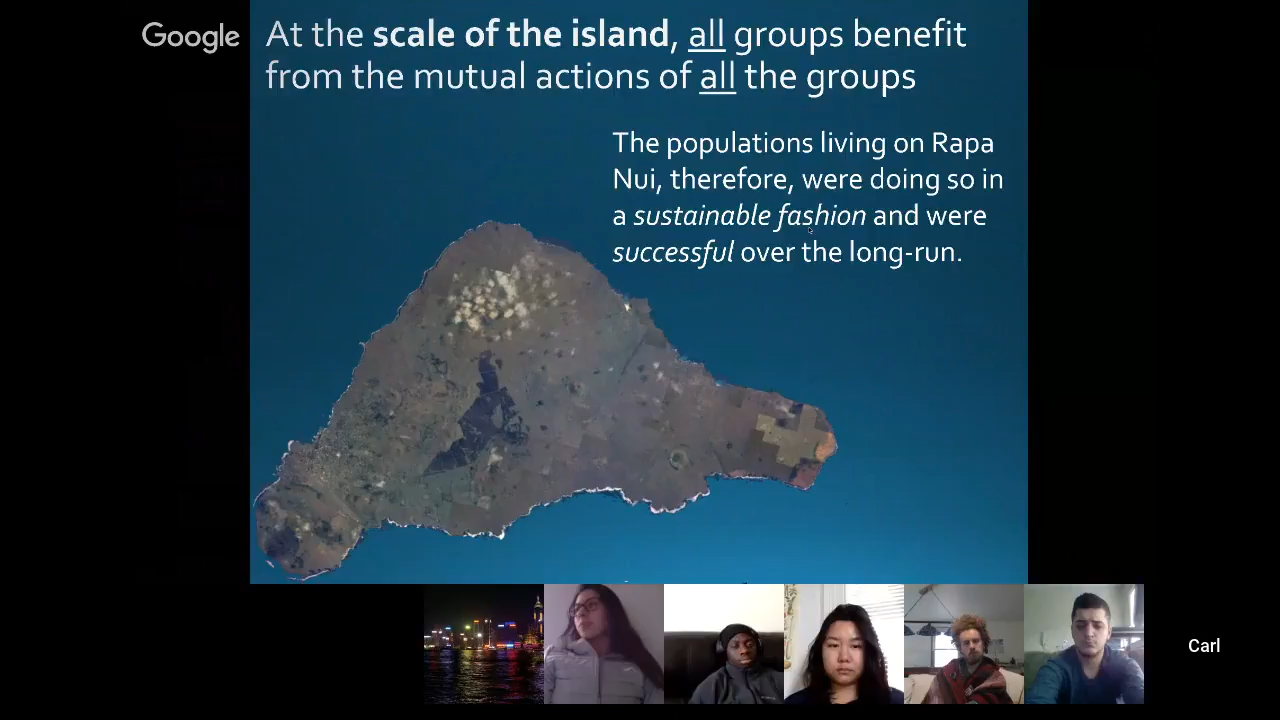 Google
At the scale of the island, all groups benefit
from the mutual actions of all the groups
The populations living on Rapa
Nui, therefore, were doing so in
a sustainable fashion and were
successful over the long-run.
Carl